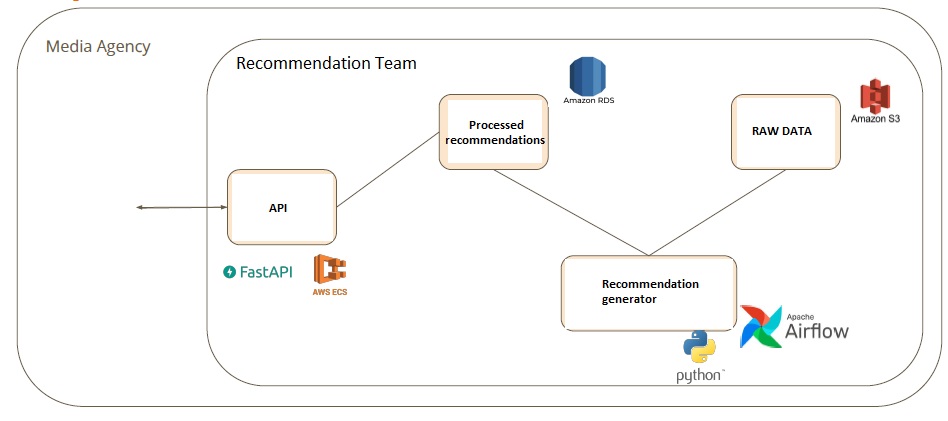 Media Agency
Recommendation Team
Amazon RDS
Processed
recommendations
RAW DATA
Amazon S3
API
FastAPI
AWS ECS
Recommendation
generator
Apache
Airflow
python™